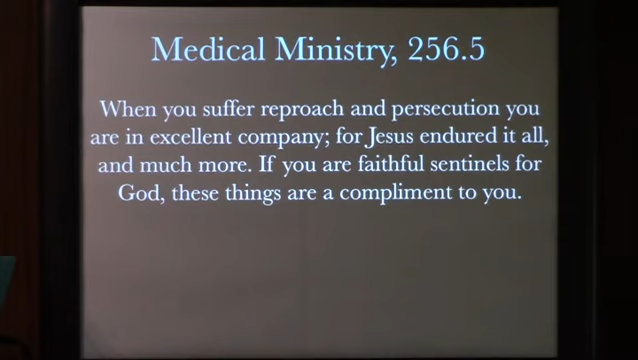 Medical Ministry, 256.5
When you suffer reproach and persecution you
are in excellent company; for Jesus endured it all,
and much more. If you are faithful sentinels for
God, these things are a compliment to you.